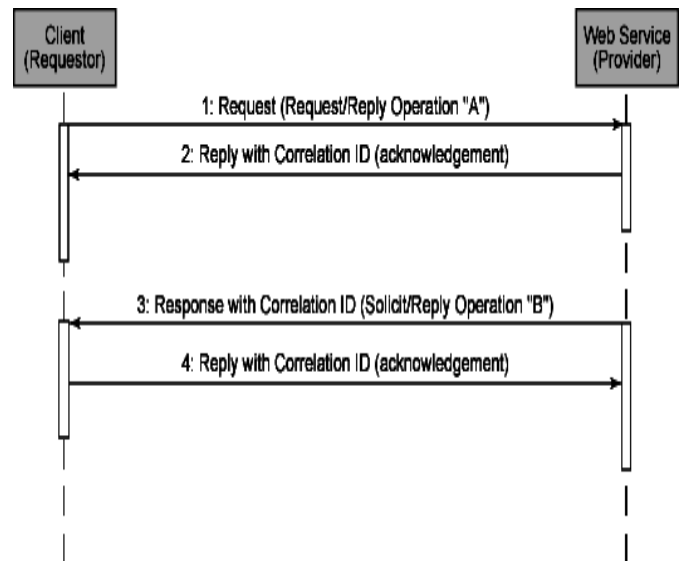 Client
(Requestor)
Web Service
(Provider)
1: Request (Request/Reply Operation "A")
2: Reply with Correlation ID (acknowledgement)
3: Response with Correlation ID (Solicit/Reply Operation "B")
4: Reply with Correlation ID (acknowledgement)